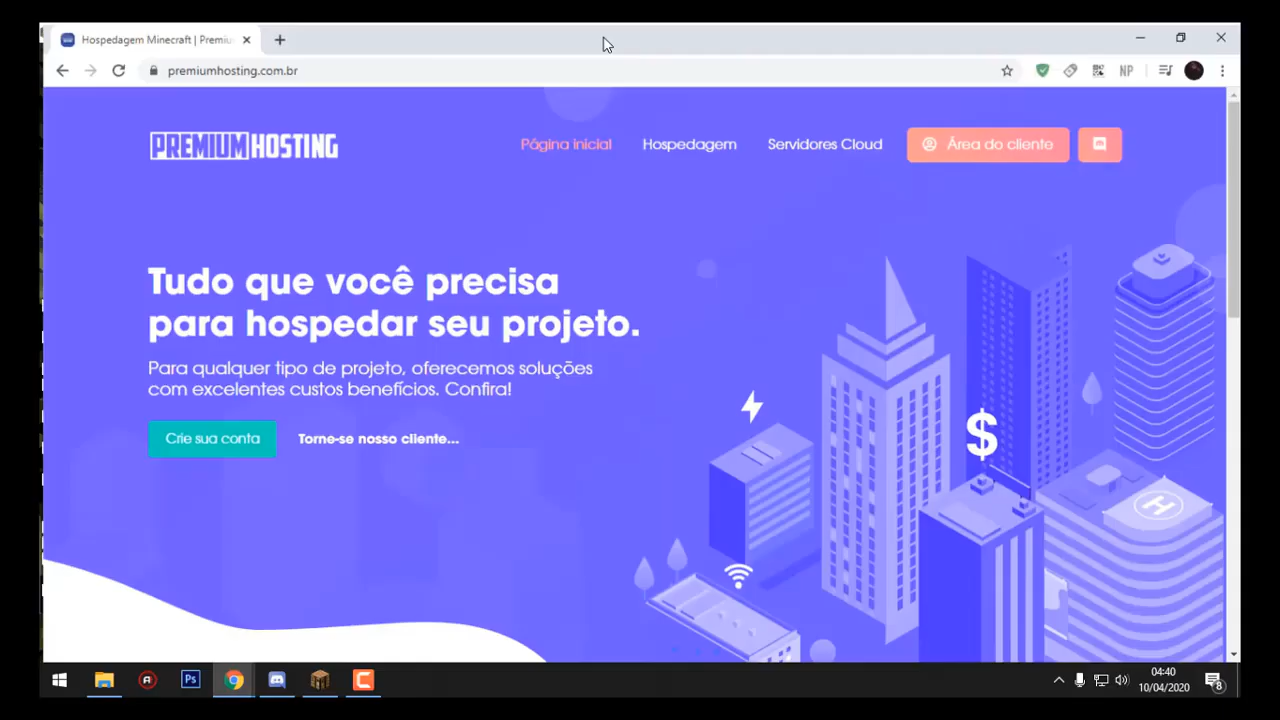 Hospedagem Minecraft | Premiu
premiumhosting.com.br
NP
PREMIUMHOSTING
Página inicial
Hospedagem
Servidores Cloud
Área do cliente
Tudo que você precisa
para hospedar seu projeto.
Para qualquer tipo de projeto, oferecemos soluções
com excelentes custos benefícios. Confira!
Crie sua conta
Torne-se nosso cliente...
$
H
Ps
04:40
10/04/2020
8